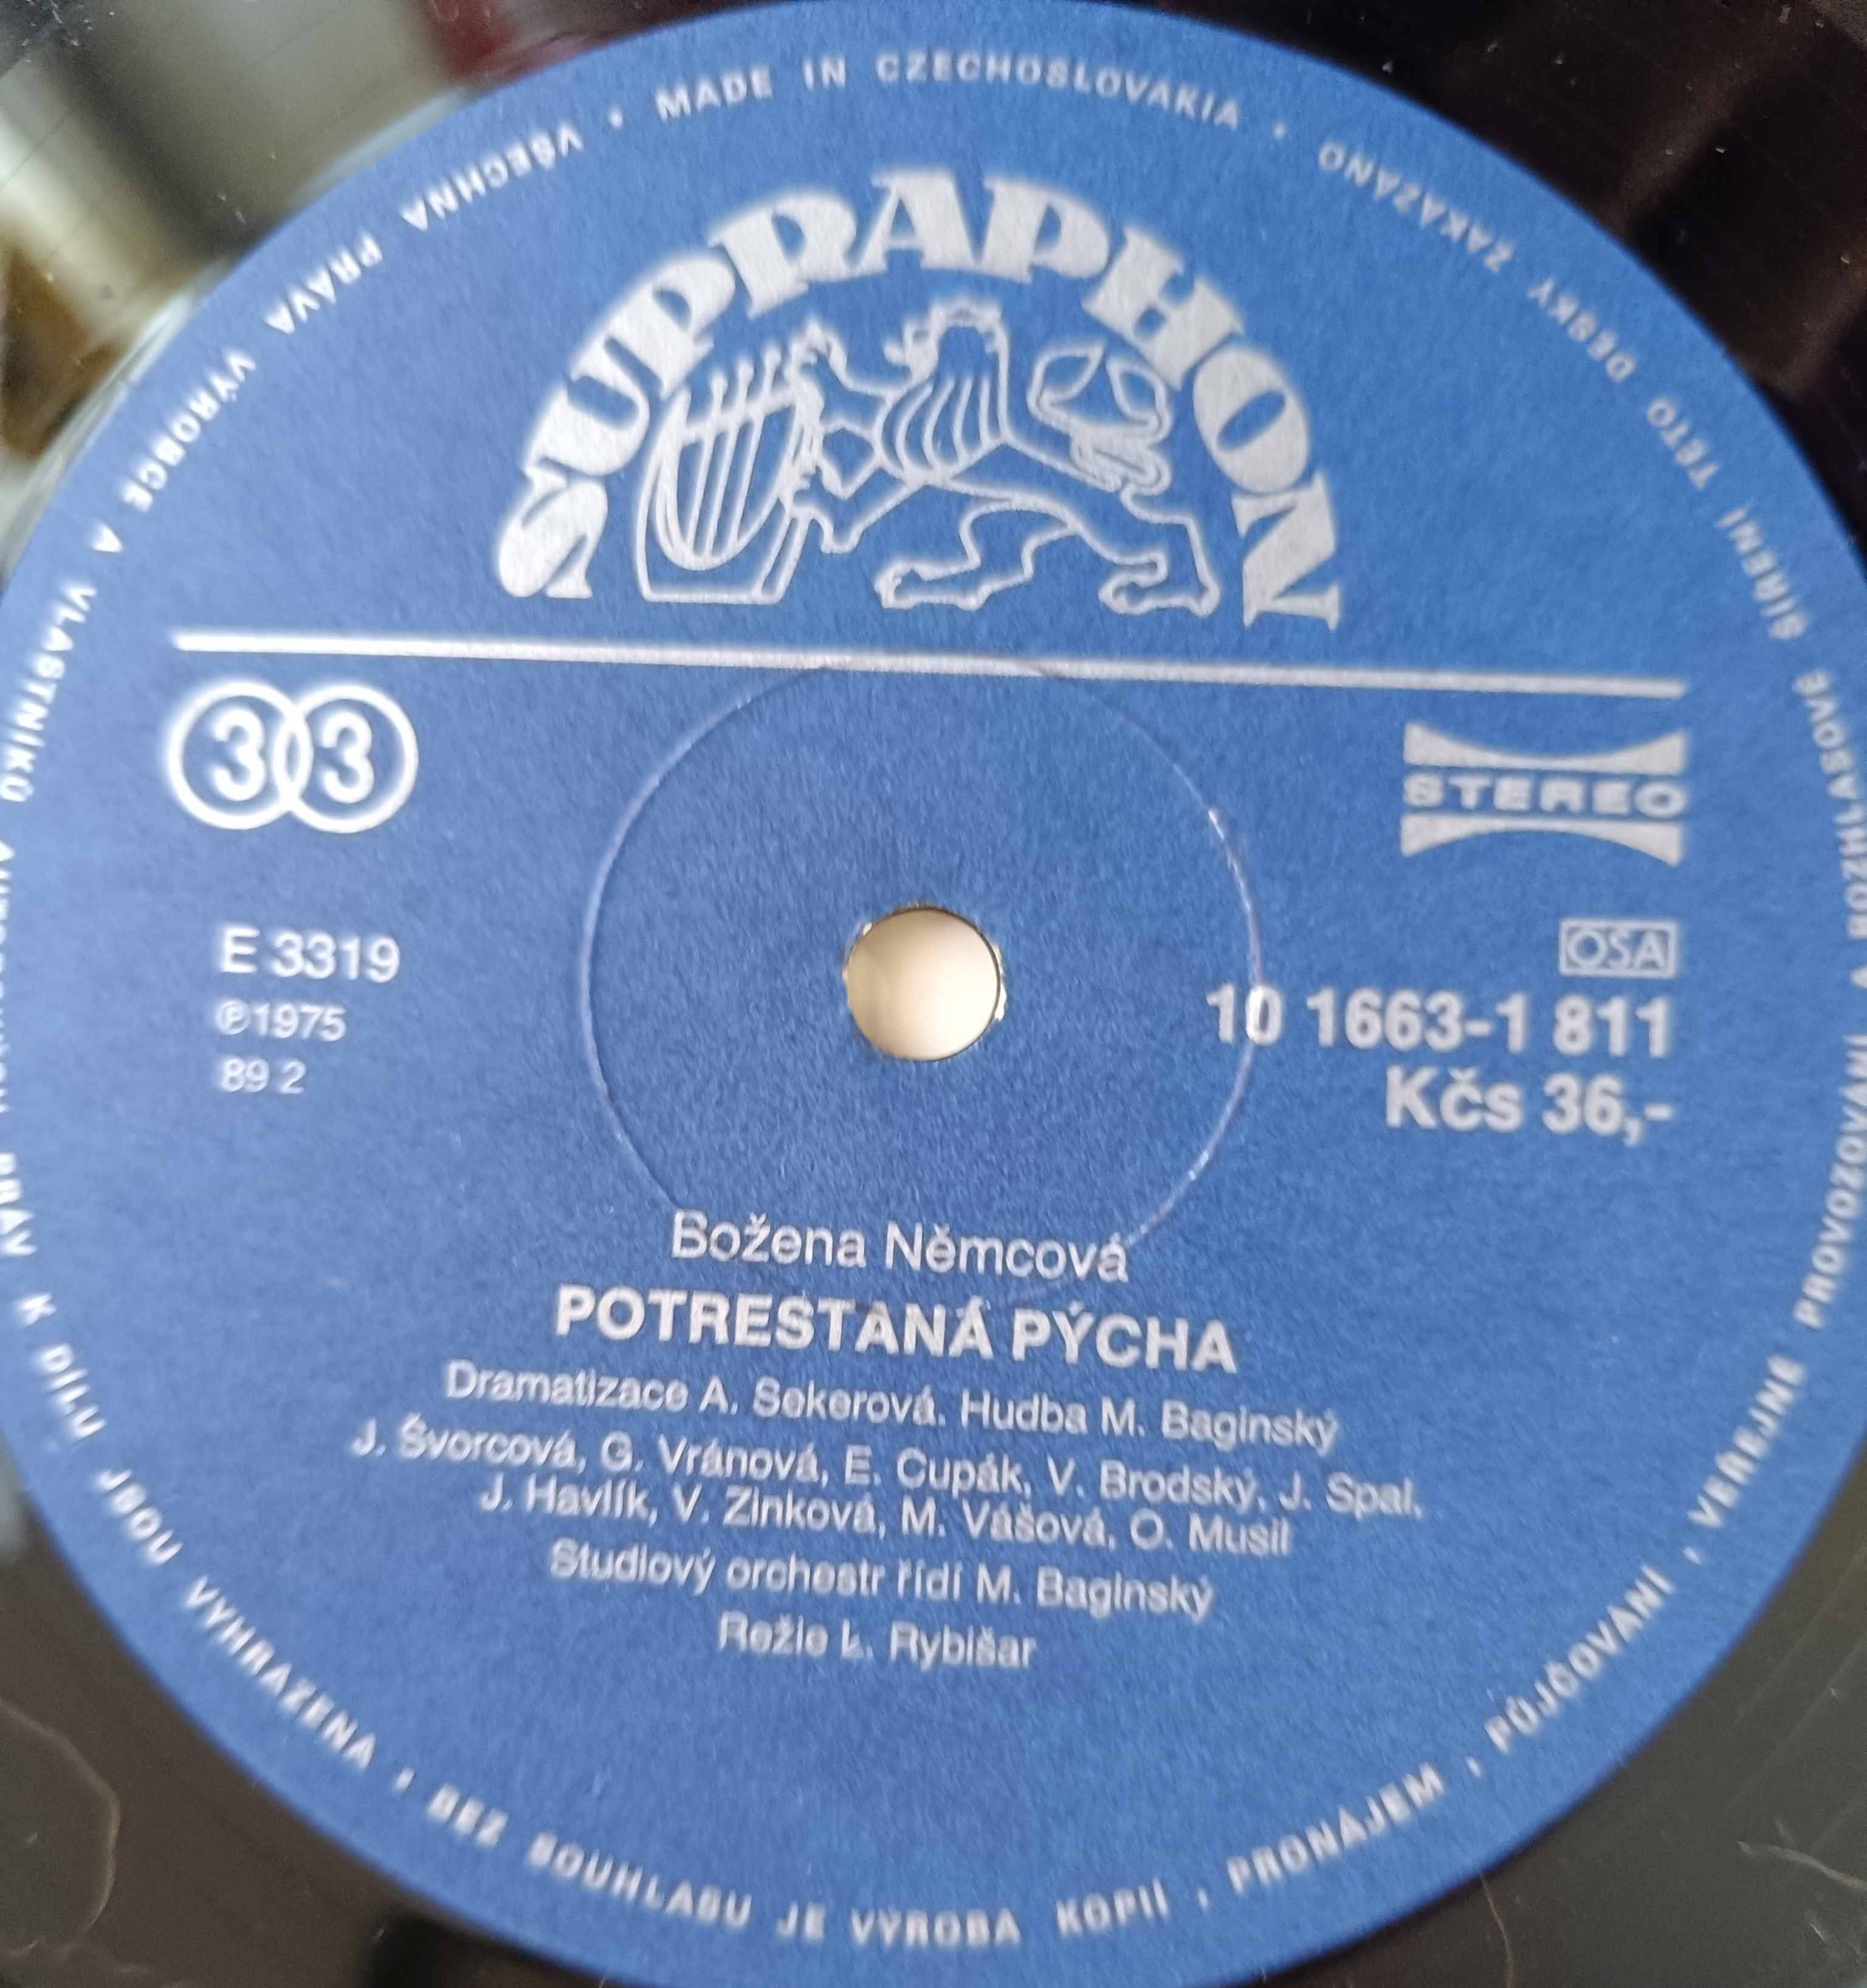 MADE IN CZECHOSLOVAKIA · ZAKÁZÁNO
VŠECHNA PRÁVA VÝROBCE A VLASTNÍKŮ PRÁV K DÍLU JSOU VYHRAZENA · BEZ SOUHLASU JE VÝROBA KOPIÍ , PRONÁJEM , PŮJČOVÁNÍ , VEŘEJNÉ PROVOZOVÁNÍ A ROZHLASOVÉ ŠÍŘENÍ TÉTO DESKY
SUPRAPHON
33
STEREO
E 3319
℗1975
89 2
OSA
10 1663-1 811
Kčs 36,-
Božena Němcová
POTRESTANÁ PÝCHA
Dramatizace A. Sekerová. Hudba M. Baginský
J. Švorcová, G. Vránová, E. Cupák, V. Brodský, J. Spal,
J. Havlík, V. Zinková, M. Vášová, O. Musil
Studiový orchestr řídí M. Baginský
Režie L. Rybišar